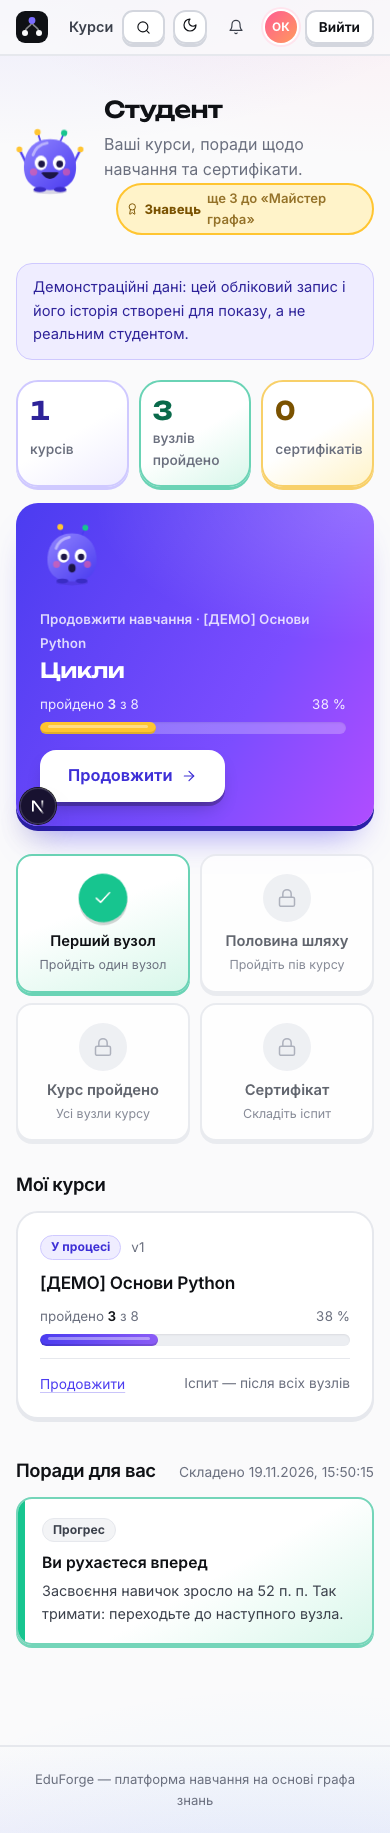 Курси
ОК
Вийти
Студент
Ваші курси, поради щодо
навчання та сертифікати.
Знавець ще 3 до «Майстер
графа»
Демонстраційні дані: цей обліковий запис і
його історія створені для показу, а не
реальним студентом.
1
курсів
3
вузлів
пройдено
0
сертифікатів
Продовжити навчання · [ДЕМО] Основи
Python
Цикли
пройдено 3 з 8 38 %
Продовжити →
N
Перший вузол
Пройдіть один вузол
Половина шляху
Пройдіть пів курсу
Курс пройдено
Усі вузли курсу
Сертифікат
Складіть іспит
Мої курси
У процесі v1
[ДЕМО] Основи Python
пройдено 3 з 8 38 %
Продовжити Іспит — після всіх вузлів
Поради для вас Складено 19.11.2026, 15:50:15
Прогрес
Ви рухаєтеся вперед
Засвоєння навичок зросло на 52 п. п. Так
тримати: переходьте до наступного вузла.
EduForge — платформа навчання на основі графа
знань